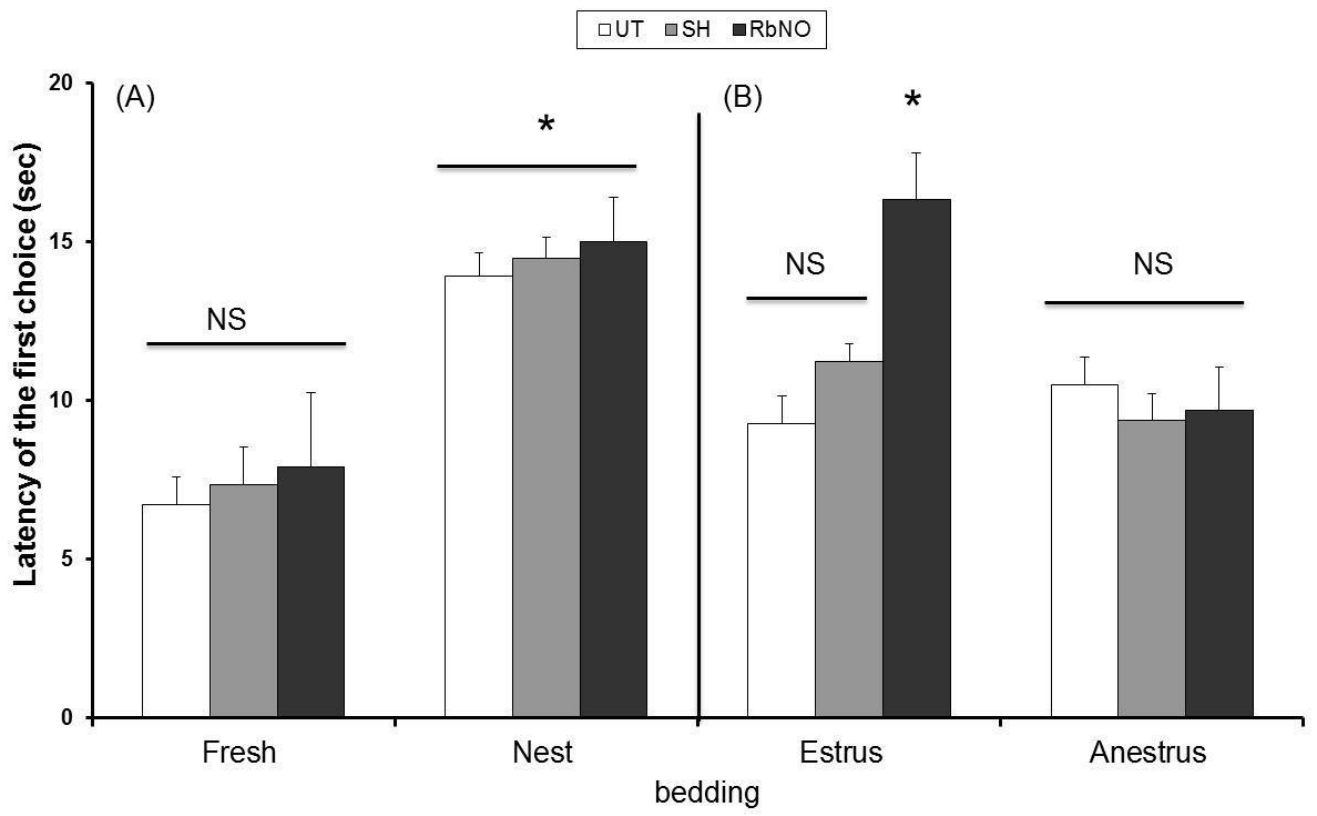 UT SH RbNO
20
15
10
5
0
Latency of the first choice (sec)
(A)
(B)
NS
*
NS
*
NS
Fresh Nest Estrus Anestrus
bedding